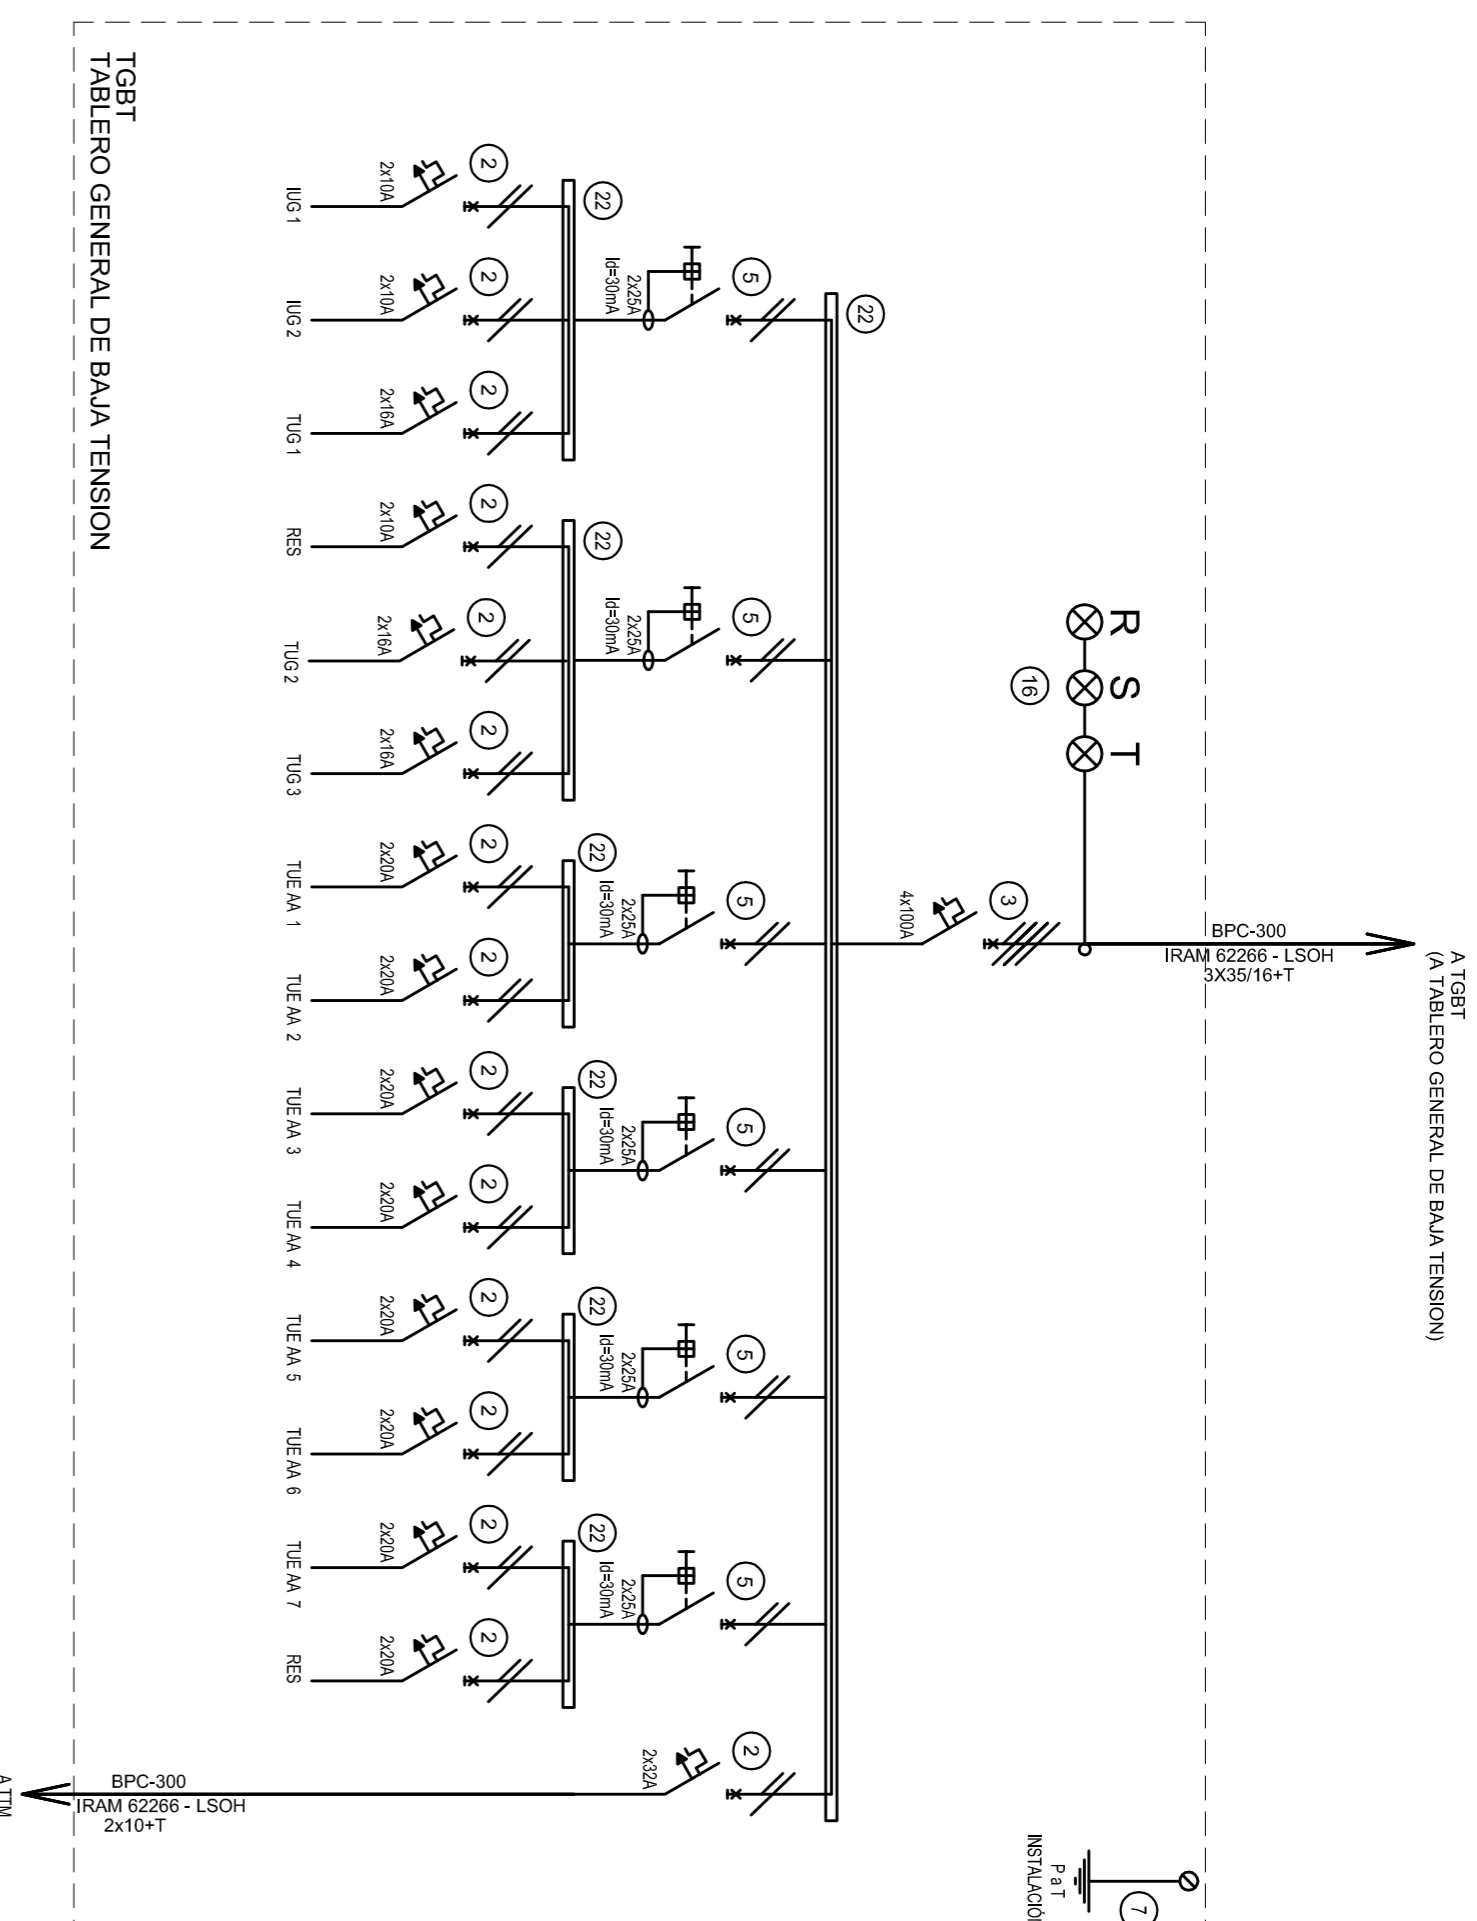 TGBT
TABLERO GENERAL DE BAJA TENSION
A TGBT
(A TABLERO GENERAL DE BAJA TENSION)
BPC-300
IRAM 62266 - LSOH
3X35/16+T
R S T
16
3
4x100A
22
5
2x25A
Id=30mA
5
2x25A
Id=30mA
5
2x25A
Id=30mA
5
2x25A
Id=30mA
5
2x25A
Id=30mA
5
2x25A
Id=30mA
2
2x32A
22
22
22
22
22
22
2
2x10A
IUG 1
2
2x10A
IUG 2
2
2x16A
TUG 1
2
2x10A
RES
2
2x16A
TUG 2
2
2x16A
TUG 3
2
2x20A
TUE AA 1
2
2x20A
TUE AA 2
2
2x20A
TUE AA 3
2
2x20A
TUE AA 4
2
2x20A
TUE AA 5
2
2x20A
TUE AA 6
2
2x20A
TUE AA 7
2
2x20A
RES
BPC-300
IRAM 62266 - LSOH
2x10+T
A TTM
7
P a T
INSTALACIÓN